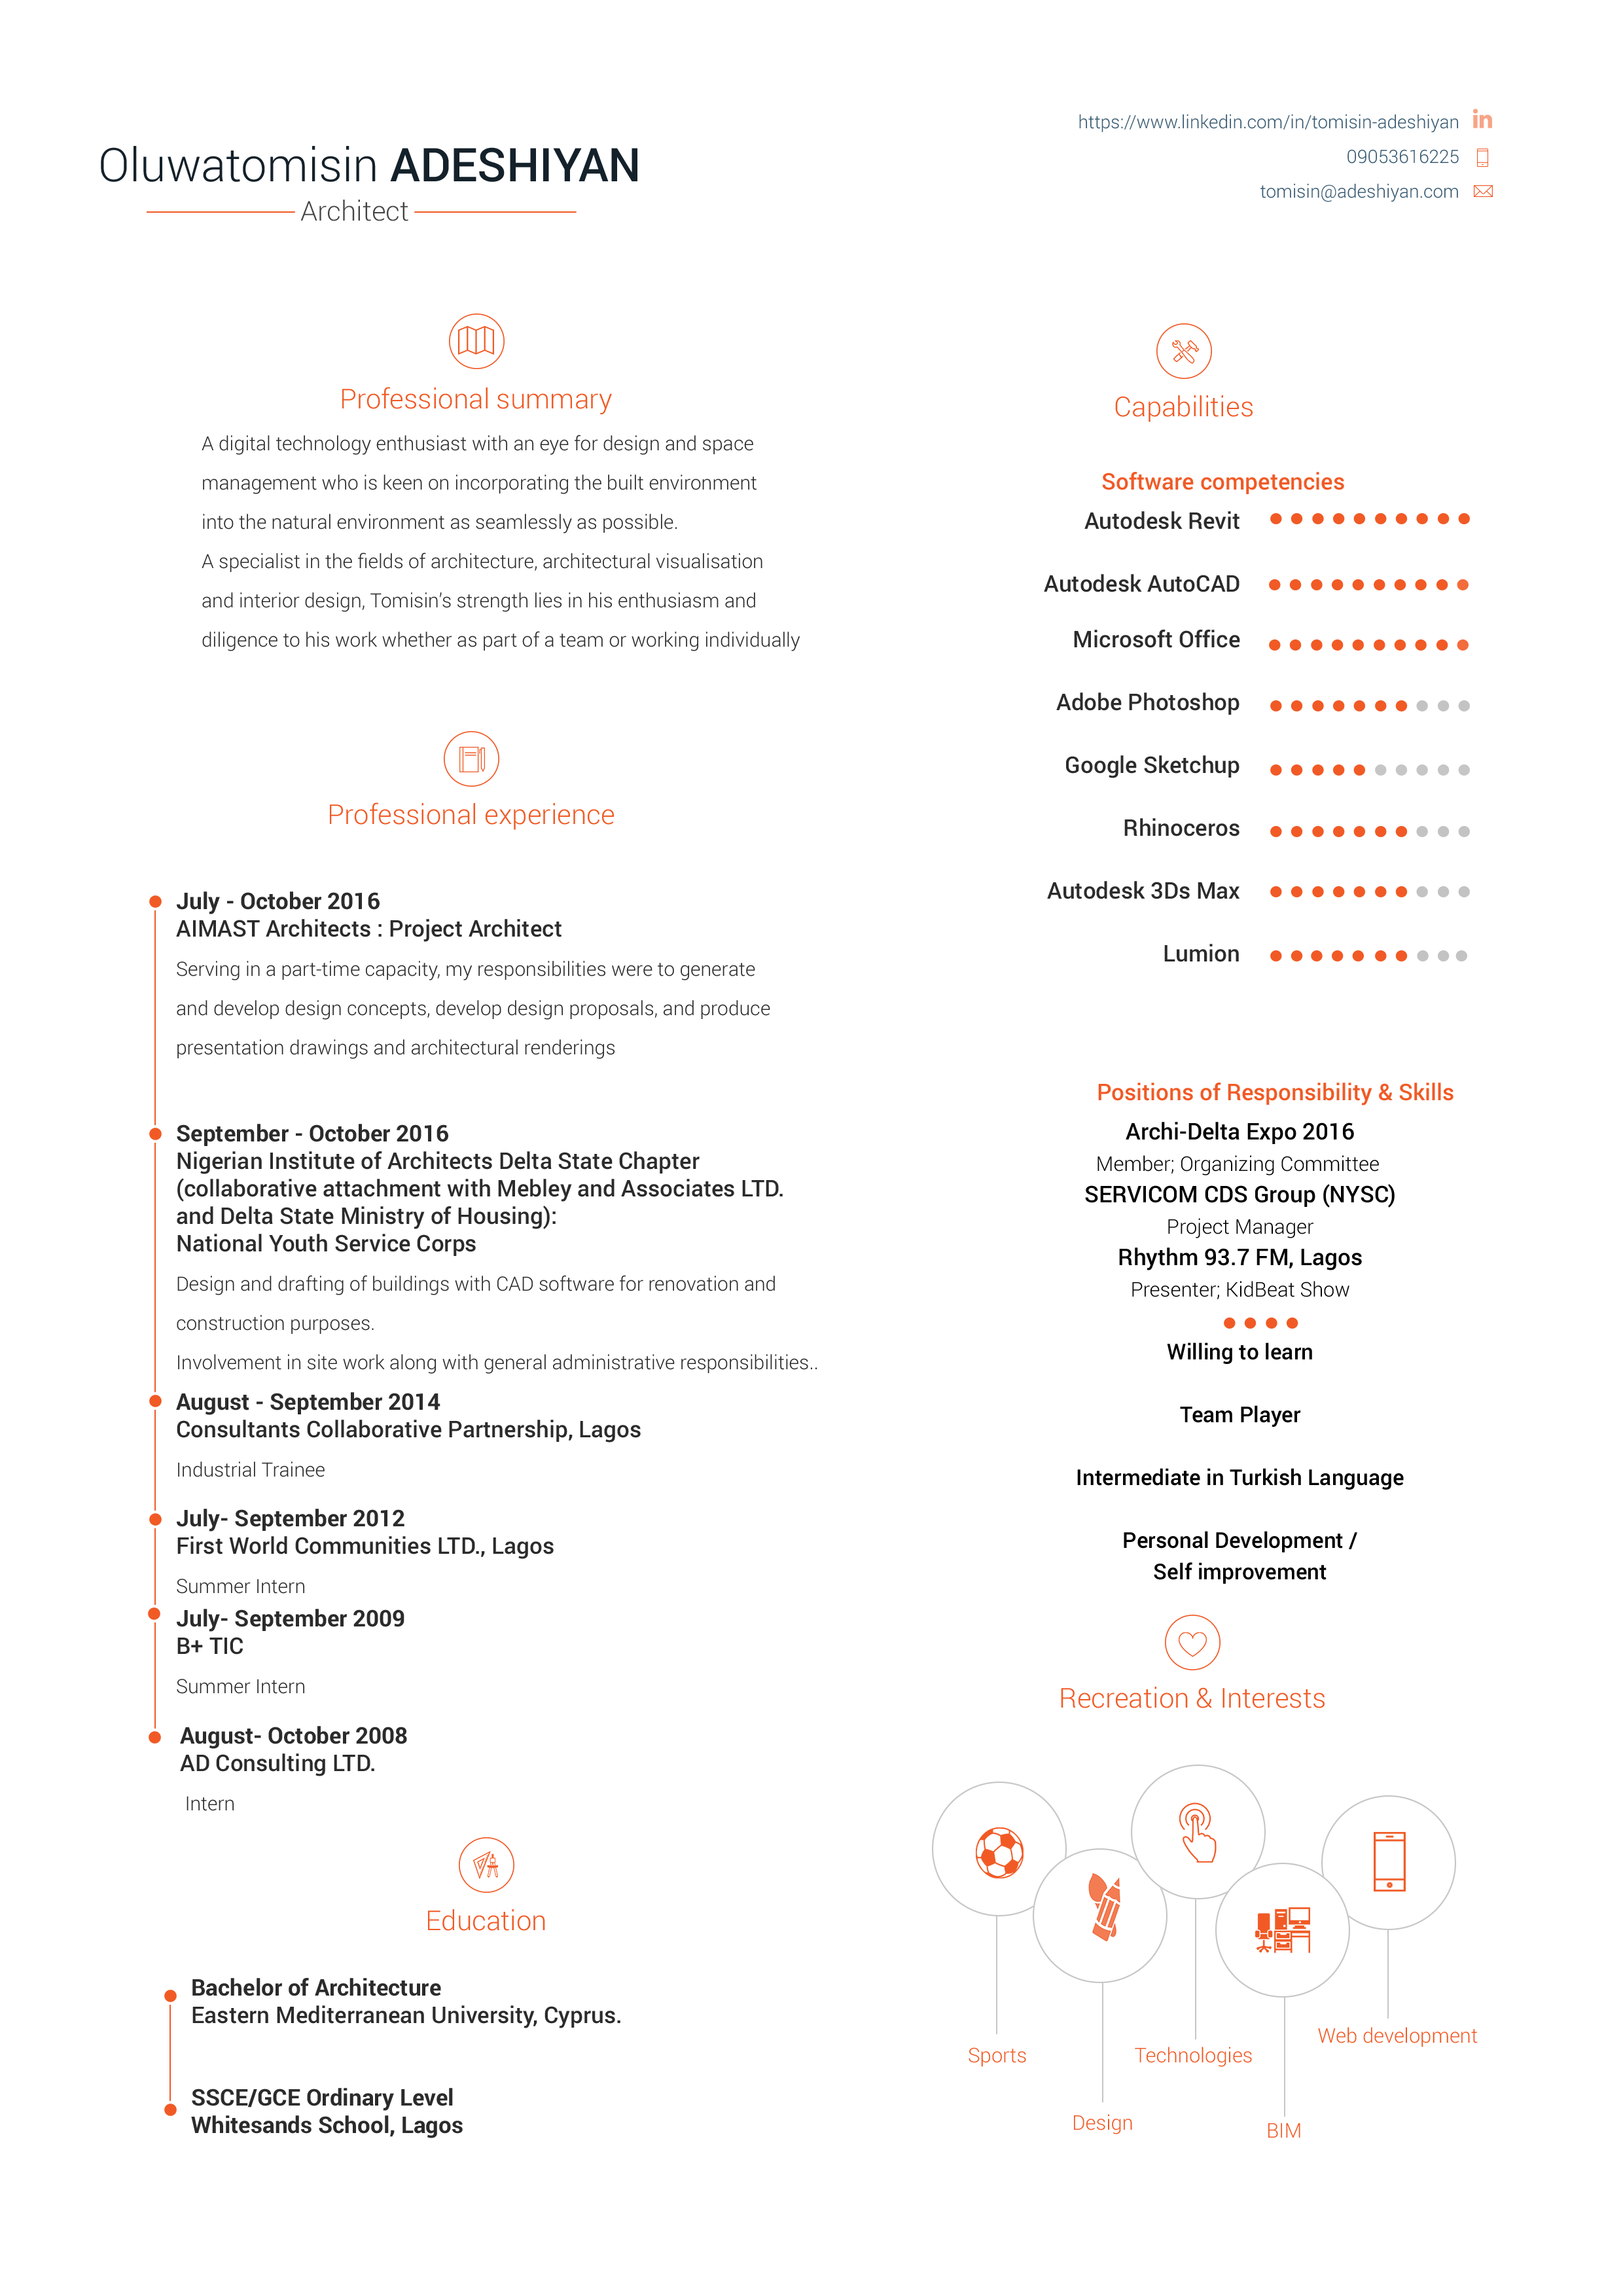 Oluwatomisin ADESHIYAN
Architect
https://www.linkedin.com/in/tomisin-adeshiyan
09053616225
tomisin@adeshiyan.com
Professional summary
A digital technology enthusiast with an eye for design and space
management who is keen on incorporating the built environment
into the natural environment as seamlessly as possible.
A specialist in the fields of architecture, architectural visualisation
and interior design, Tomisin's strength lies in his enthusiasm and
diligence to his work whether as part of a team or working individually
Professional experience
July - October 2016
AIMAST Architects : Project Architect
Serving in a part-time capacity, my responsibilities were to generate
and develop design concepts, develop design proposals, and produce
presentation drawings and architectural renderings
September - October 2016
Nigerian Institute of Architects Delta State Chapter
(collaborative attachment with Mebley and Associates LTD.
and Delta State Ministry of Housing):
National Youth Service Corps
Design and drafting of buildings with CAD software for renovation and
construction purposes.
Involvement in site work along with general administrative responsibilities..
August - September 2014
Consultants Collaborative Partnership, Lagos
Industrial Trainee
July- September 2012
First World Communities LTD., Lagos
Summer Intern
July- September 2009
B+ TIC
Summer Intern
August- October 2008
AD Consulting LTD.
Intern
Education
Bachelor of Architecture
Eastern Mediterranean University, Cyprus.
SSCE/GCE Ordinary Level
Whitesands School, Lagos
Capabilities
Software competencies
Autodesk Revit
Autodesk AutoCAD
Microsoft Office
Adobe Photoshop
Google Sketchup
Rhinoceros
Autodesk 3Ds Max
Lumion
Positions of Responsibility & Skills
Archi-Delta Expo 2016
Member; Organizing Committee
SERVICOM CDS Group (NYSC)
Project Manager
Rhythm 93.7 FM, Lagos
Presenter; KidBeat Show
Willing to learn
Team Player
Intermediate in Turkish Language
Personal Development /
Self improvement
Recreation & Interests
Sports
Design
Technologies
BIM
Web development